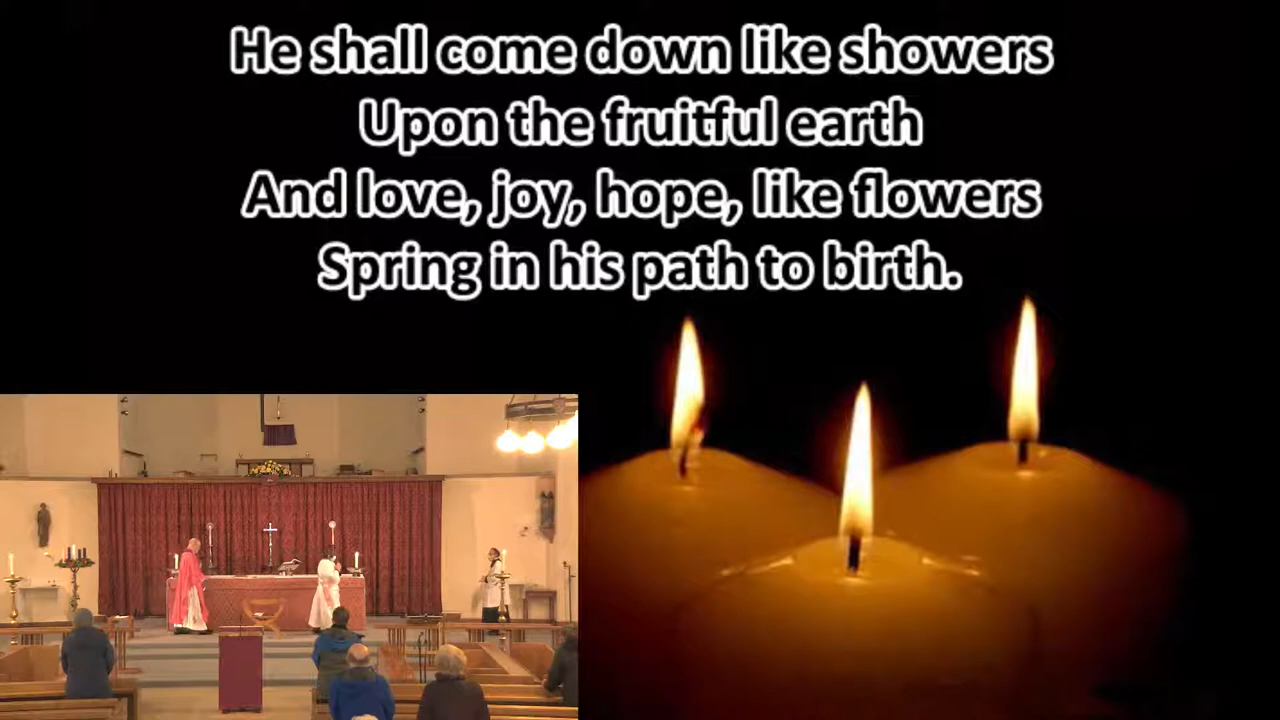 He shall come down like showers
Upon the fruitful earth
And love, joy, hope, like flowers
Spring in his path to birth.